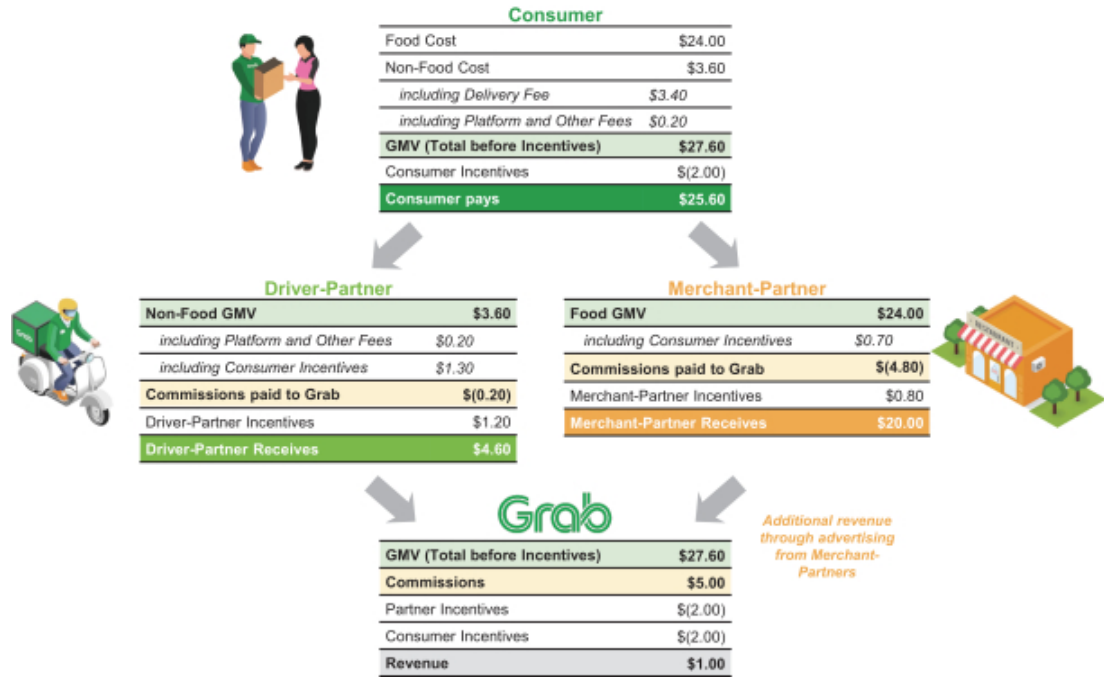 Consumer
Food Cost $24.00
Non-Food Cost $3.60
including Delivery Fee $3.40
including Platform and Other Fees $0.20
GMV (Total before Incentives) $27.60
Consumer Incentives $(2.00)
Consumer pays $25.60
Driver-Partner
Non-Food GMV $3.60
including Platform and Other Fees $0.20
including Consumer Incentives $1.30
Commissions paid to Grab $(0.20)
Driver-Partner Incentives $1.20
Driver-Partner Receives $4.60
Merchant-Partner
Food GMV $24.00
including Consumer Incentives $0.70
Commissions paid to Grab $(4.80)
Merchant-Partner Incentives $0.80
Merchant-Partner Receives $20.00
Grab
RESTAURANT
Grab
GMV (Total before Incentives) $27.60
Commissions $5.00
Partner Incentives $(2.00)
Consumer Incentives $(2.00)
Revenue $1.00
Additional revenue
through advertising
from Merchant-
Partners